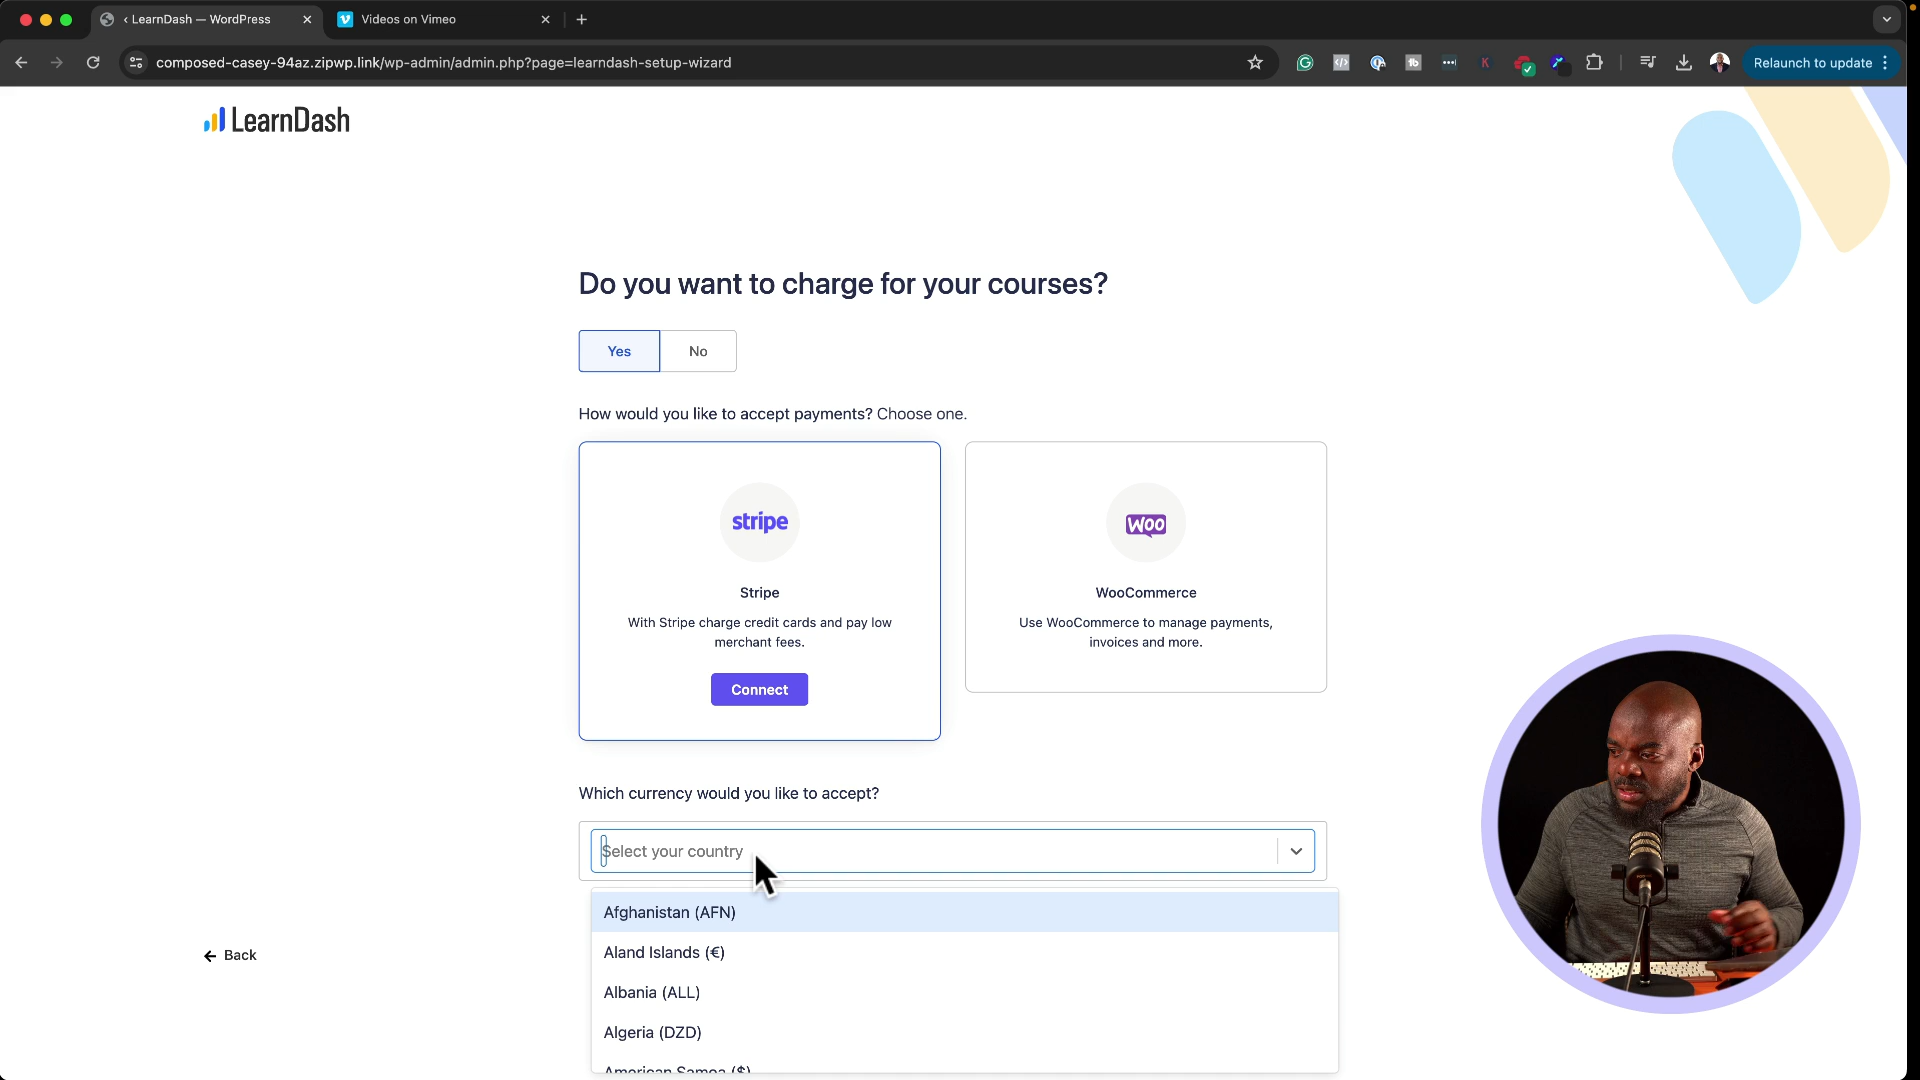 < LearnDash — WordPress
Videos on Vimeo
composed-casey-94az.zipwp.link/wp-admin/admin.php?page=learndash-setup-wizard
Relaunch to update
LearnDash
Do you want to charge for your courses?
Yes
No
How would you like to accept payments? Choose one.
stripe
Stripe
With Stripe charge credit cards and pay low
merchant fees.
Connect
Woo
WooCommerce
Use WooCommerce to manage payments,
invoices and more.
Which currency would you like to accept?
Select your country
Afghanistan (AFN)
Aland Islands (€)
Albania (ALL)
Algeria (DZD)
American Samoa ($)
← Back